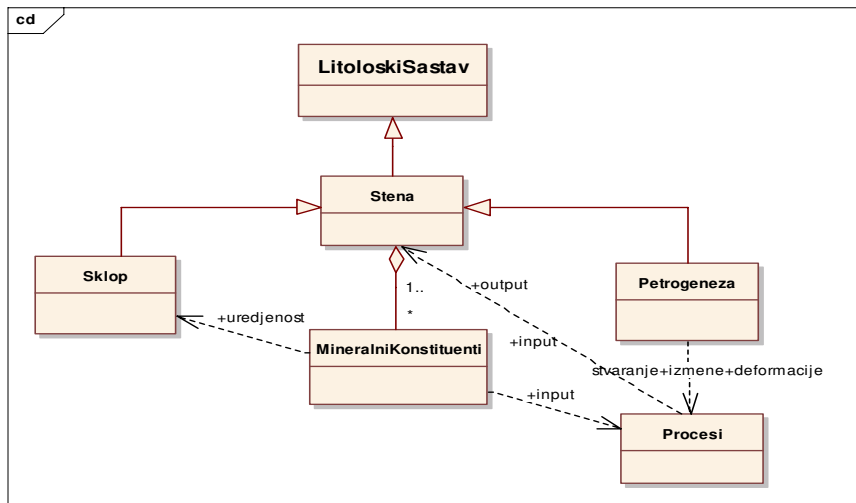 cd
LitoloskiSastav
Stena
Sklop
Petrogeneza
+output
1..
*
+uredjenost
+input
MineralniKonstituenti
stvaranje+izmene+deformacije
+input
Procesi